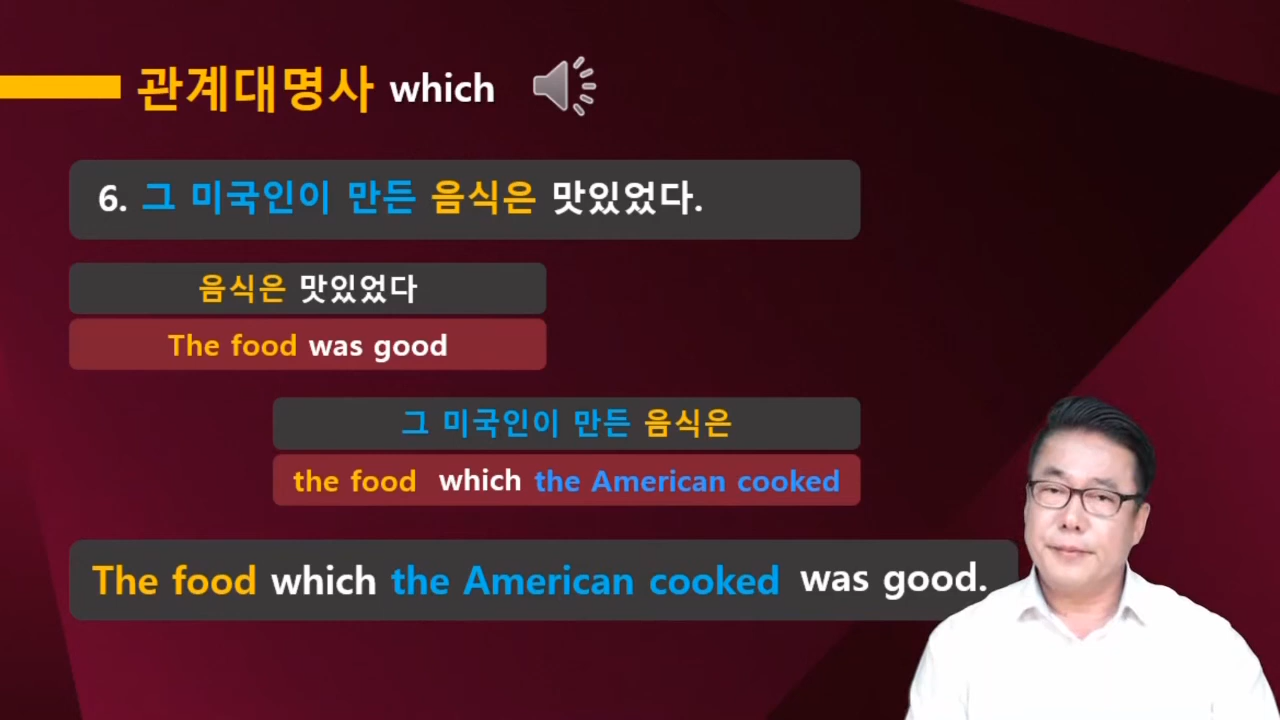 관계대명사 which
6. 그 미국인이 만든 음식은 맛있었다.
음식은 맛있었다
The food was good
그 미국인이 만든 음식은
the food which the American cooked
The food which the American cooked was good.